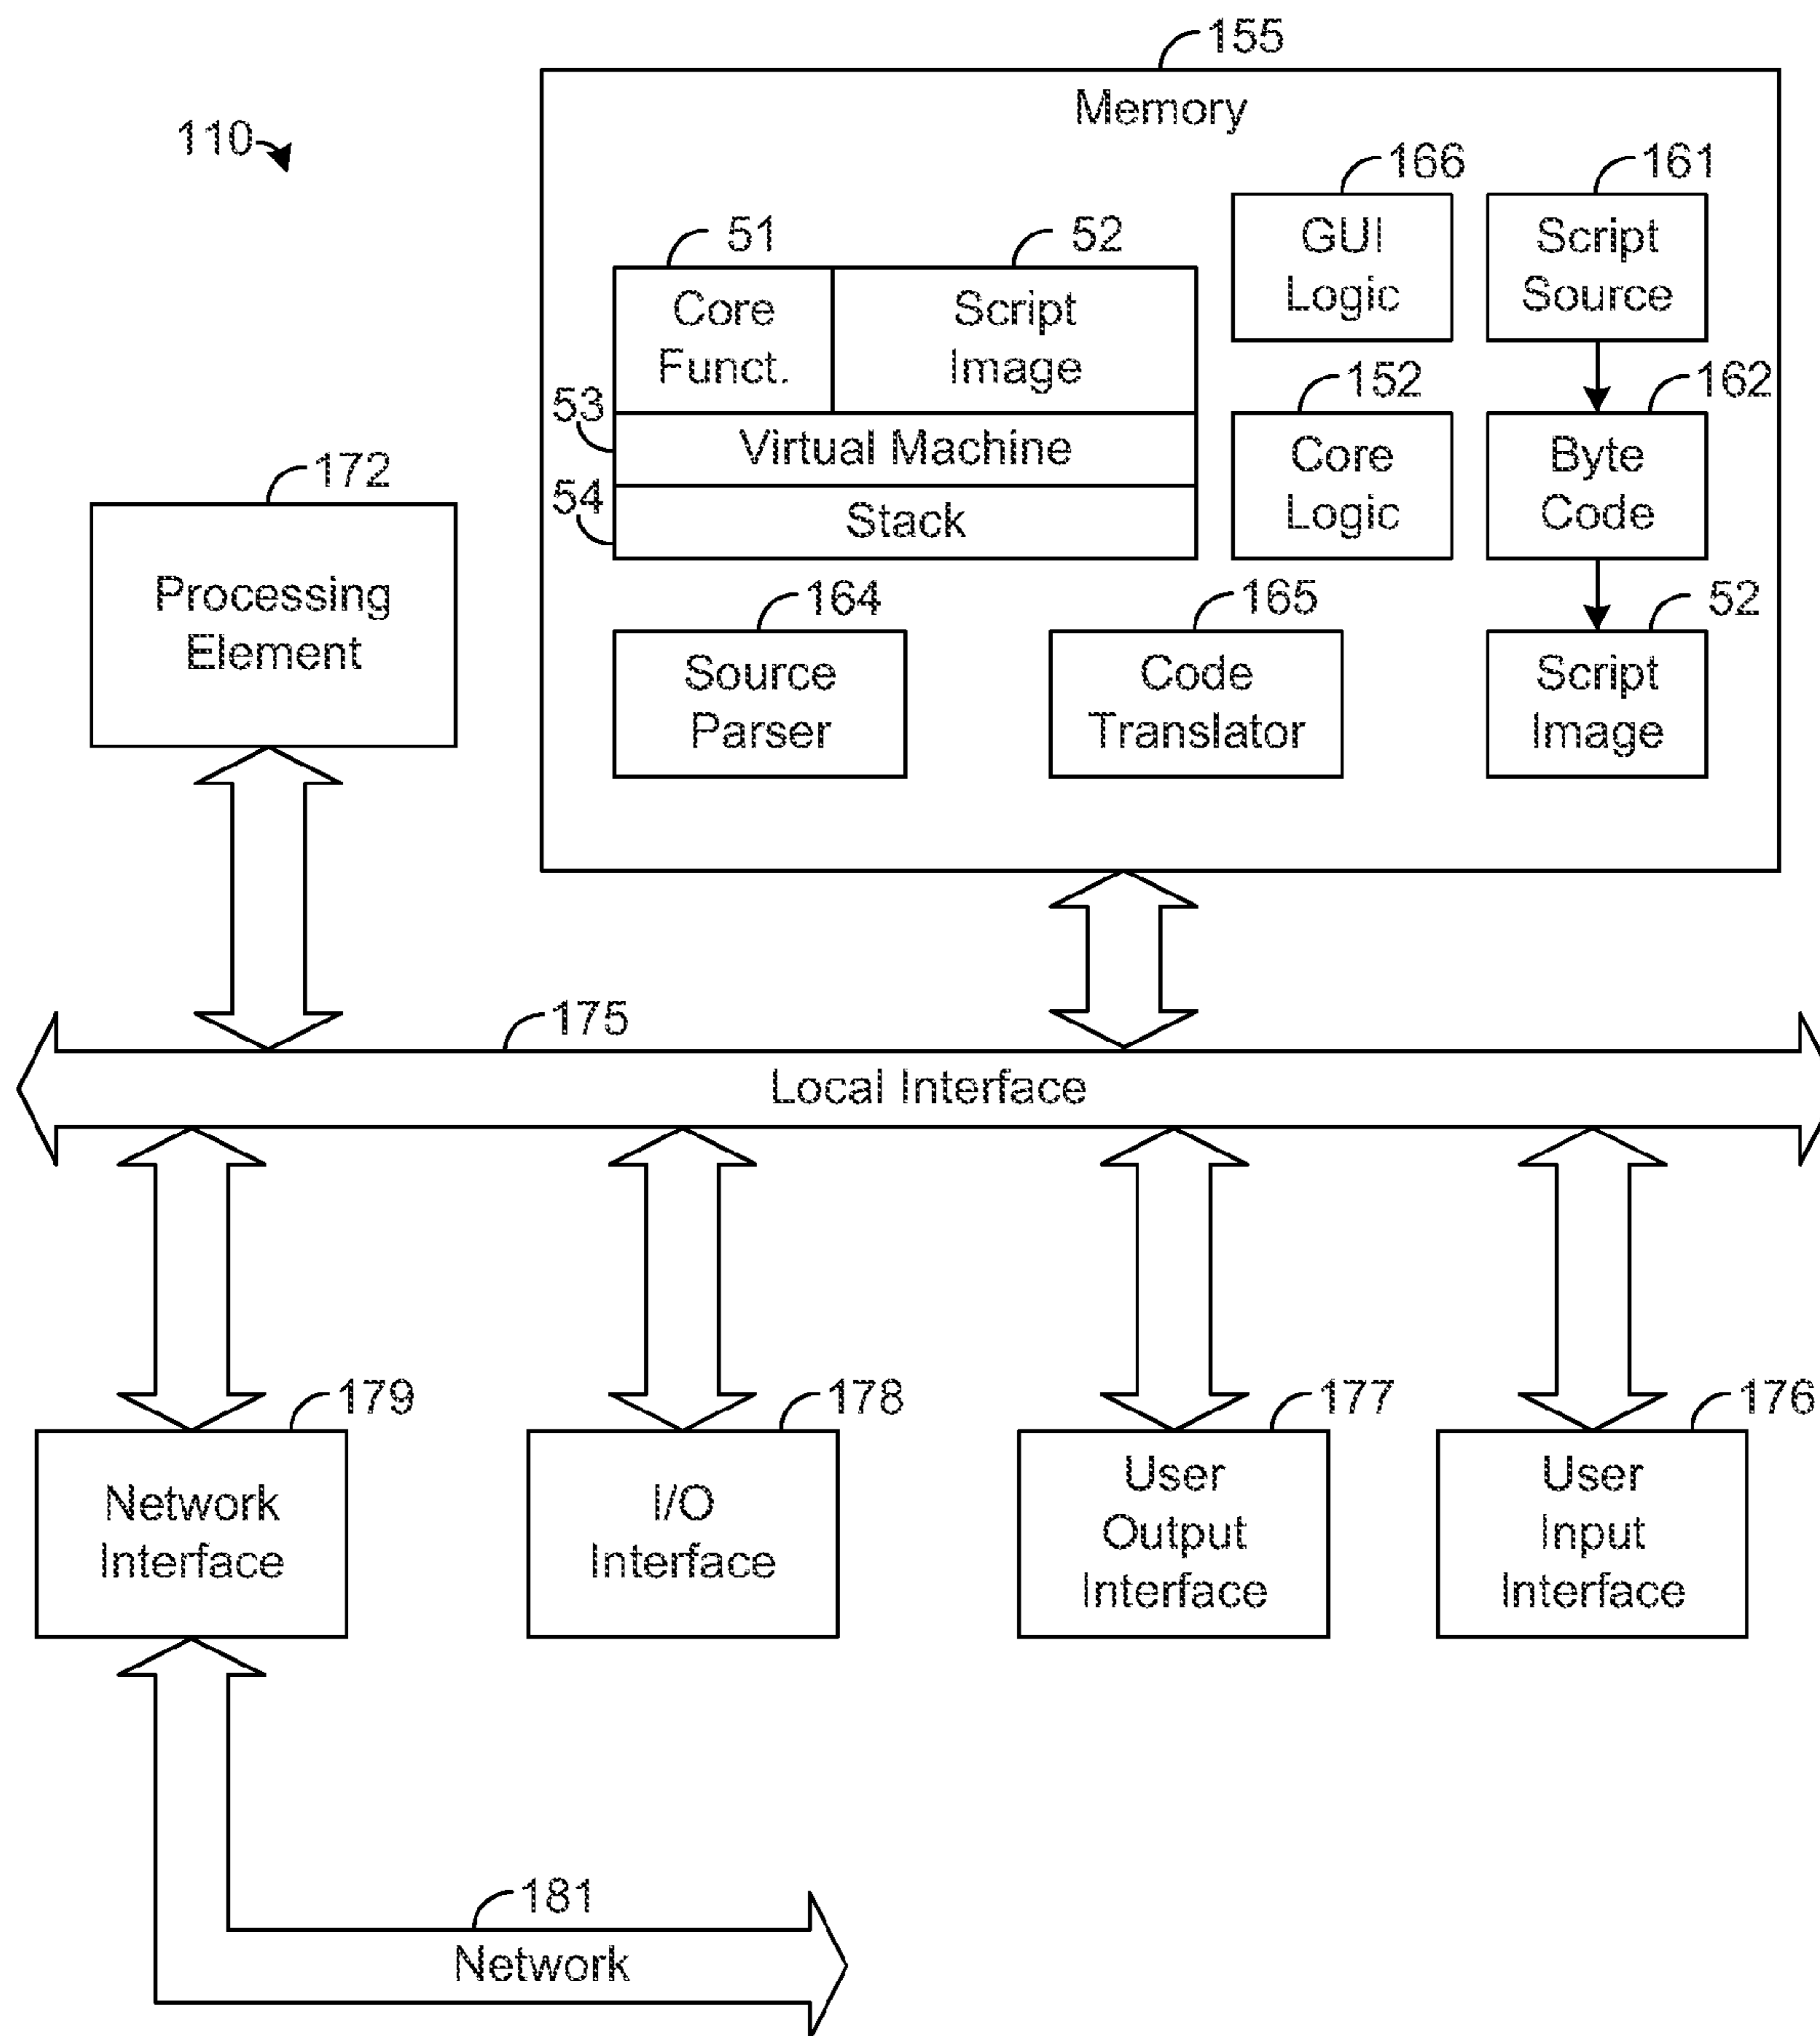 155
Memory
110
166
161
GUI
Logic
Script
Source
51
52
Core
Funct.
Script
Image
53
Virtual Machine
54
Stack
152
Core
Logic
162
Byte
Code
172
Processing
Element
164
Source
Parser
165
Code
Translator
52
Script
Image
175
Local Interface
179
Network
Interface
178
I/O
Interface
177
User
Output
Interface
176
User
Input
Interface
181
Network